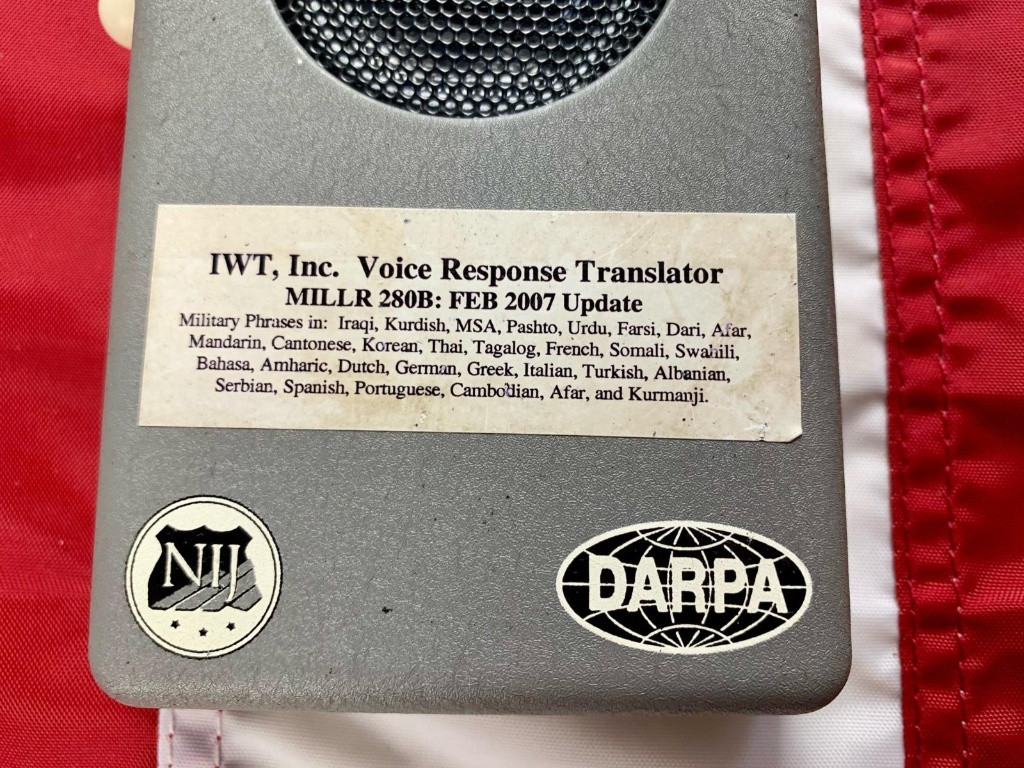 IWT, Inc. Voice Response Translator
MILLR 280B: FEB 2007 Update
Military Phrases in: Iraqi, Kurdish, MSA, Pashto, Urdu, Farsi, Dari, Afar,
Mandarin, Cantonese, Korean, Thai, Tagalog, French, Somali, Swahili,
Bahasa, Amharic, Dutch, German, Greek, Italian, Turkish, Albanian,
Serbian, Spanish, Portuguese, Cambodian, Afar, and Kurmanji.
NIJ
DARPA